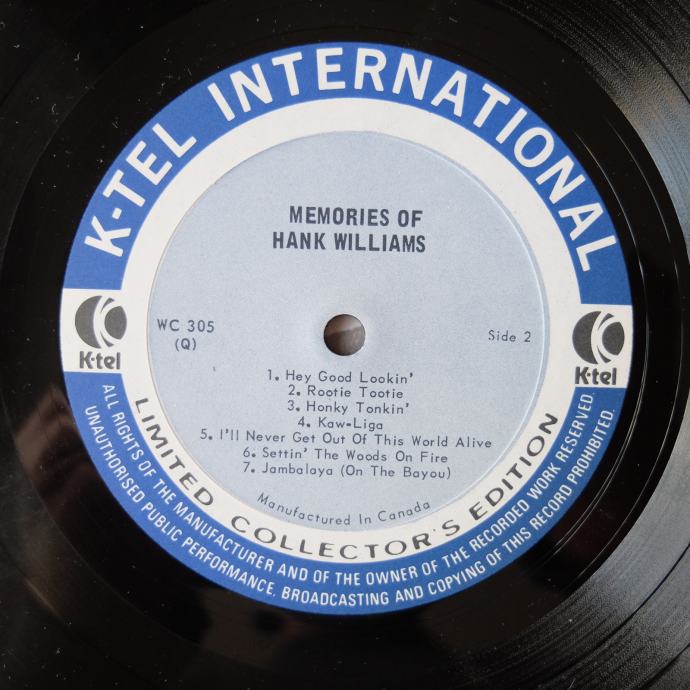 K-TEL INTERNATIONAL
MEMORIES OF
HANK WILLIAMS
WC 305
(Q)
Side 2
K-tel
K-tel
1. Hey Good Lookin'
2. Rootie Tootie
3. Honky Tonkin'
4. Kaw-Liga
5. I'll Never Get Out Of This World Alive
6. Settin' The Woods On Fire
7. Jambalaya (On The Bayou)
Manufactured In Canada
LIMITED COLLECTOR'S EDITION
ALL RIGHTS OF THE MANUFACTURER AND OF THE OWNER OF THE RECORDED WORK RESERVED.
UNAUTHORISED PUBLIC PERFORMANCE, BROADCASTING AND COPYING OF THIS RECORD PROHIBITED.